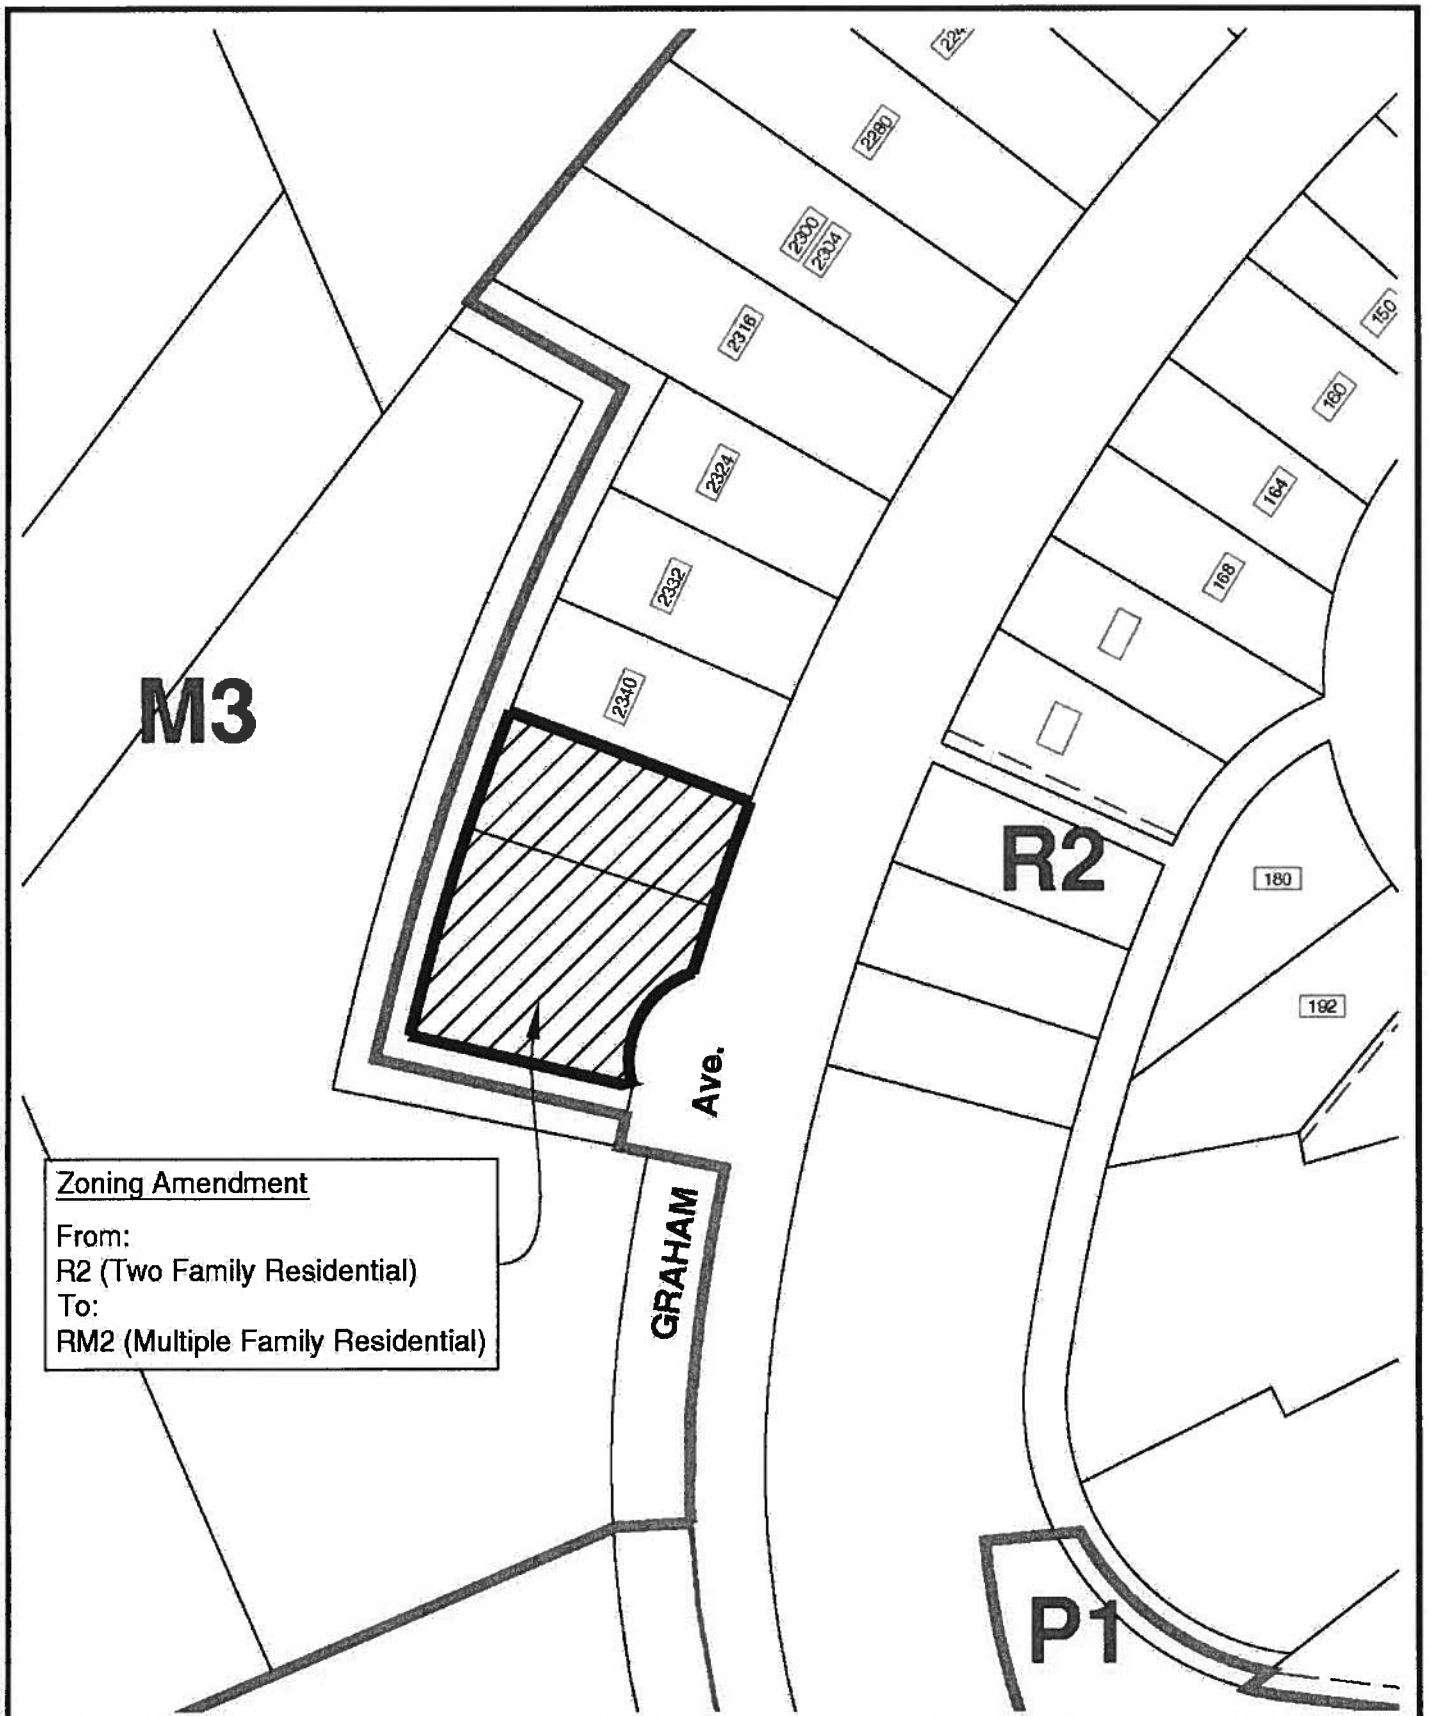 224
2280
2300
2304
2316
150
160
2324
164
2332
168
2340
M3
R2
180
192
Ave.
GRAHAM
Zoning Amendment
From:
R2 (Two Family Residential)
To:
RM2 (Multiple Family Residential)
P1